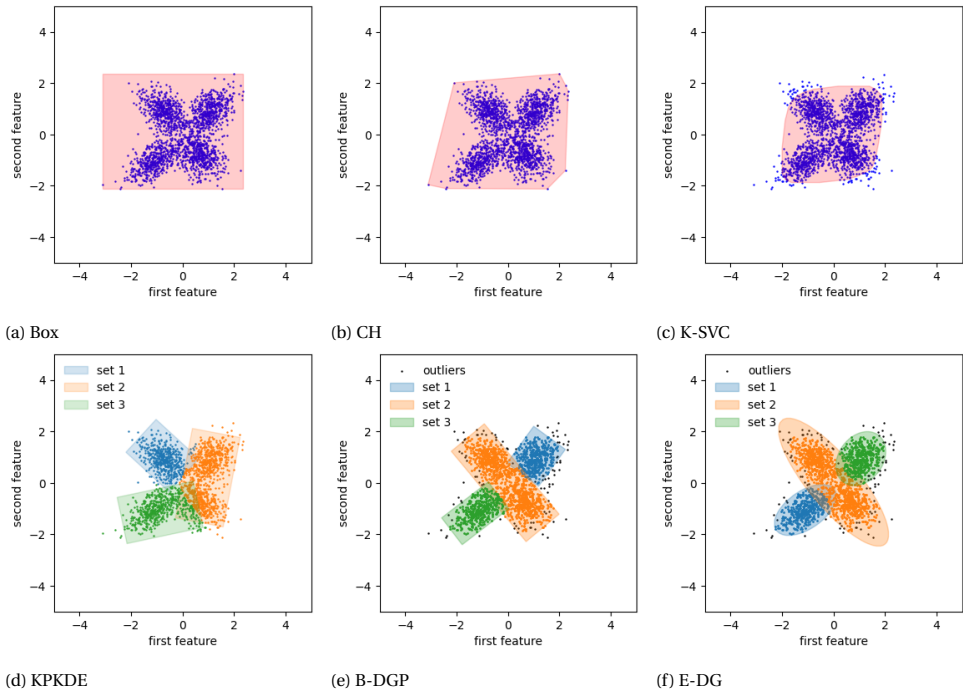 4
2
0
−2
−4
second feature
−4 −2 0 2 4
first feature
(a) Box
4
2
0
−2
−4
second feature
−4 −2 0 2 4
first feature
(b) CH
4
2
0
−2
−4
second feature
−4 −2 0 2 4
first feature
(c) K-SVC
set 1
set 2
set 3
4
2
0
−2
−4
second feature
−4 −2 0 2 4
first feature
(d) KPKDE
outliers
set 1
set 2
set 3
4
2
0
−2
−4
second feature
−4 −2 0 2 4
first feature
(e) B-DGP
outliers
set 1
set 2
set 3
4
2
0
−2
−4
second feature
−4 −2 0 2 4
first feature
(f) E-DG